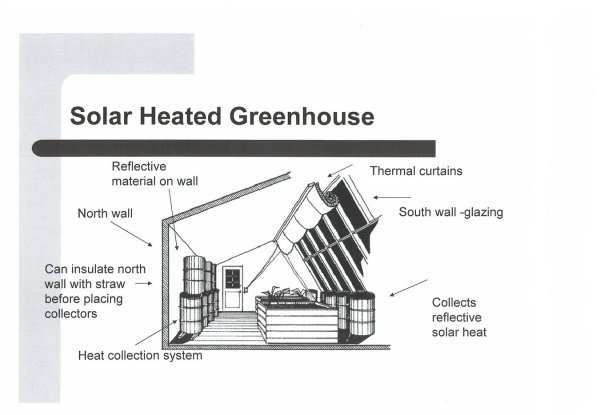 Solar Heated Greenhouse
Reflective
material on wall
Thermal curtains
North wall
South wall -glazing
Can insulate north
wall with straw
before placing
collectors
Collects
reflective
solar heat
Heat collection system